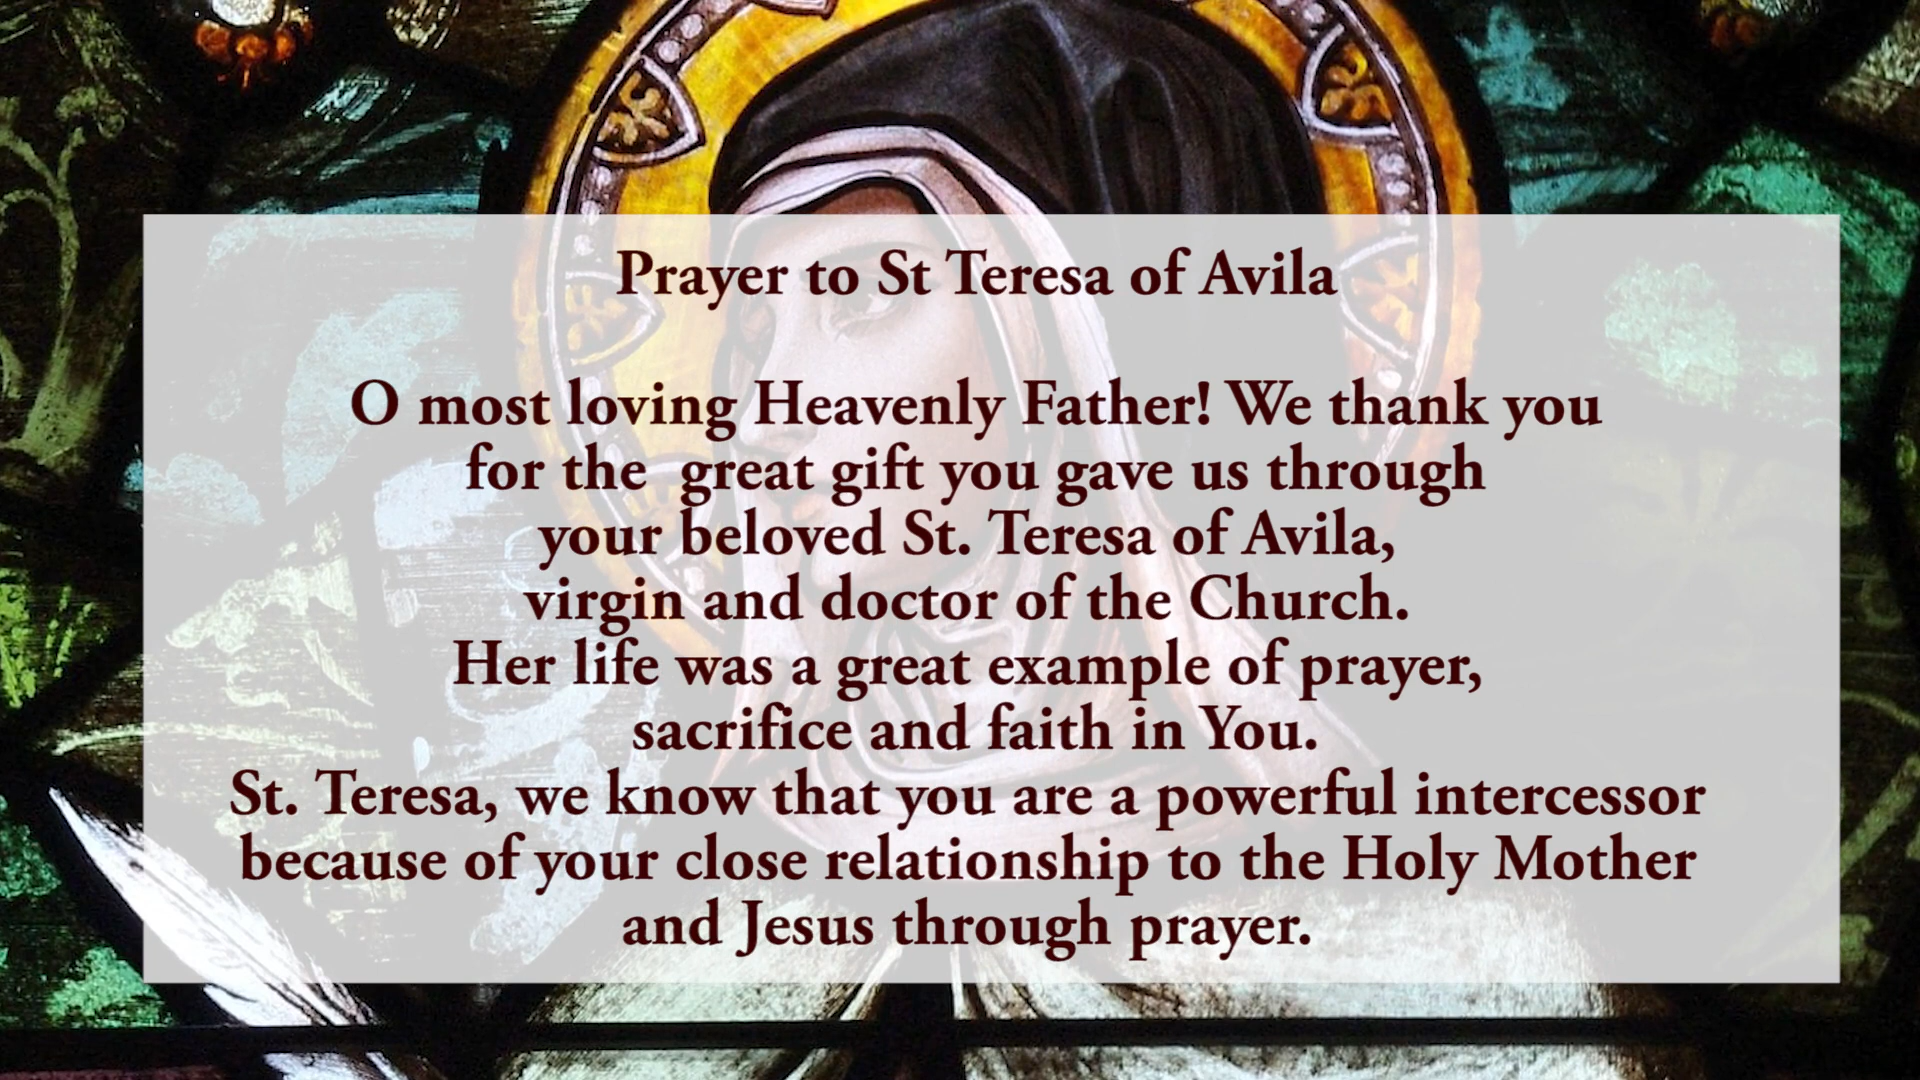 Prayer to St Teresa of Avila
O most loving Heavenly Father! We thank you
for the  great gift you gave us through
your beloved St. Teresa of Avila,
virgin and doctor of the Church.
Her life was a great example of prayer,
sacrifice and faith in You.
St. Teresa, we know that you are a powerful intercessor
because of your close relationship to the Holy Mother
and Jesus through prayer.